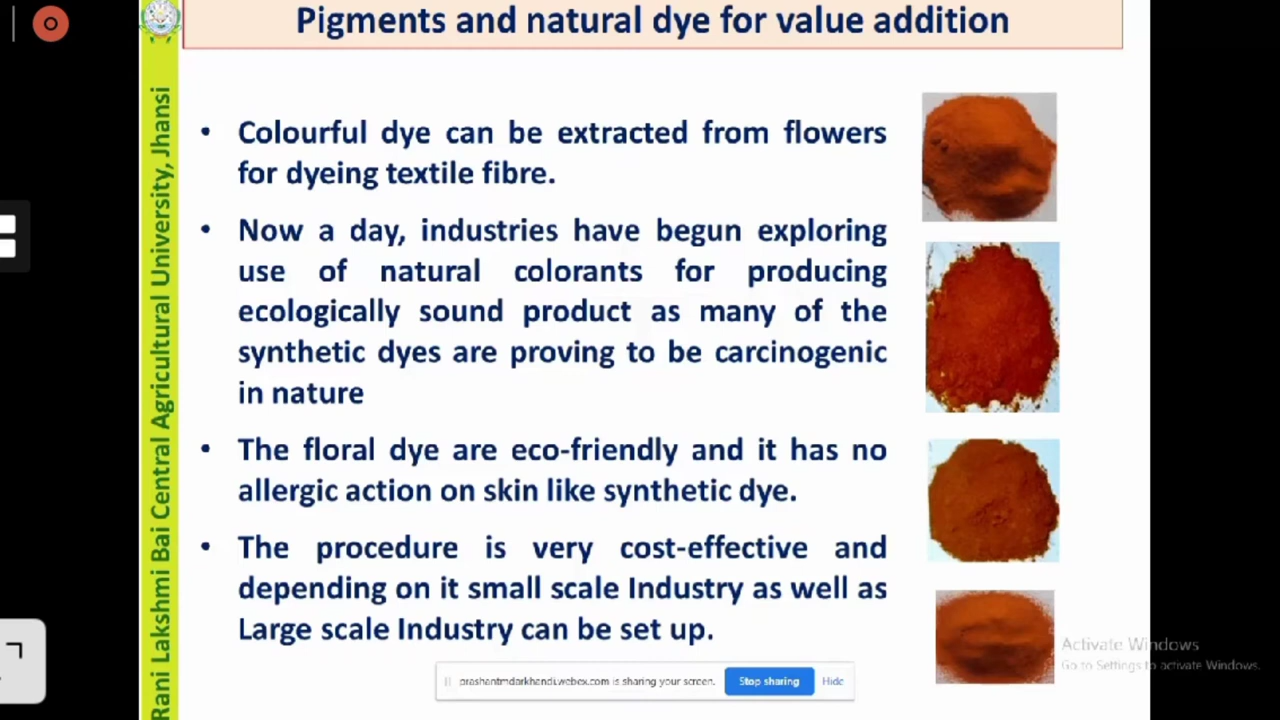 Pigments and natural dye for value addition
Rani Lakshmi Bai Central Agricultural University, Jhansi
• Colourful dye can be extracted from flowers
for dyeing textile fibre.
• Now a day, industries have begun exploring
use of natural colorants for producing
ecologically sound product as many of the
synthetic dyes are proving to be carcinogenic
in nature
• The floral dye are eco-friendly and it has no
allergic action on skin like synthetic dye.
• The procedure is very cost-effective and
depending on it small scale Industry as well as
Large scale Industry can be set up.
Activate Windows
Go to Settings to activate Windows.
prashantmdarkhandi.webex.com is sharing your screen. Stop sharing Hide